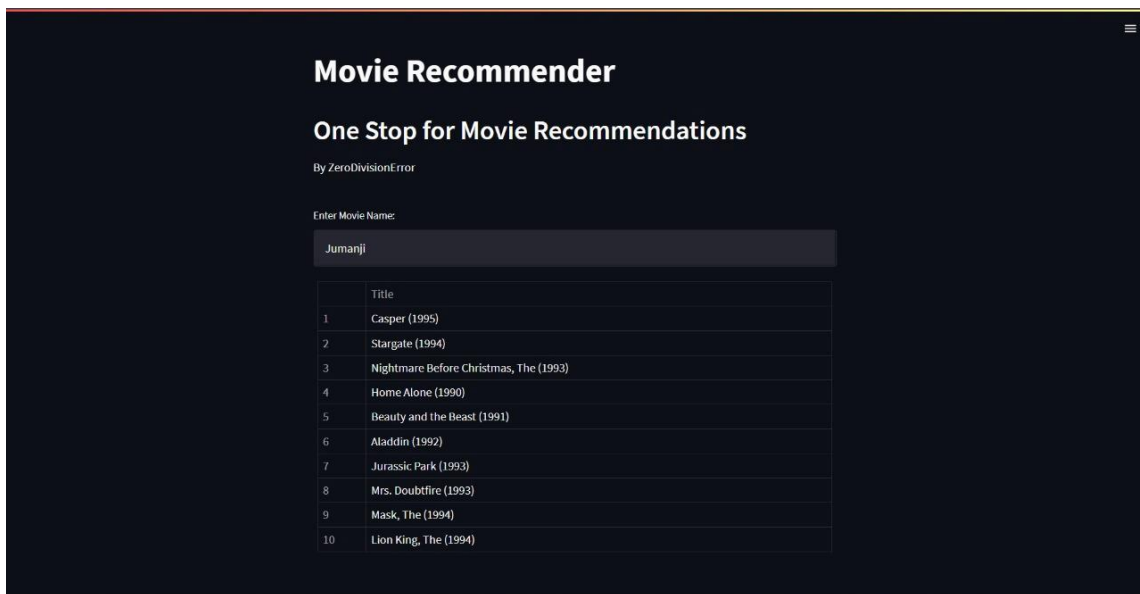 Movie Recommender
One Stop for Movie Recommendations
By ZeroDivisionError
Enter Movie Name:
Jumanji
Title
1 Casper (1995)
2 Stargate (1994)
3 Nightmare Before Christmas, The (1993)
4 Home Alone (1990)
5 Beauty and the Beast (1991)
6 Aladdin (1992)
7 Jurassic Park (1993)
8 Mrs. Doubtfire (1993)
9 Mask, The (1994)
10 Lion King, The (1994)